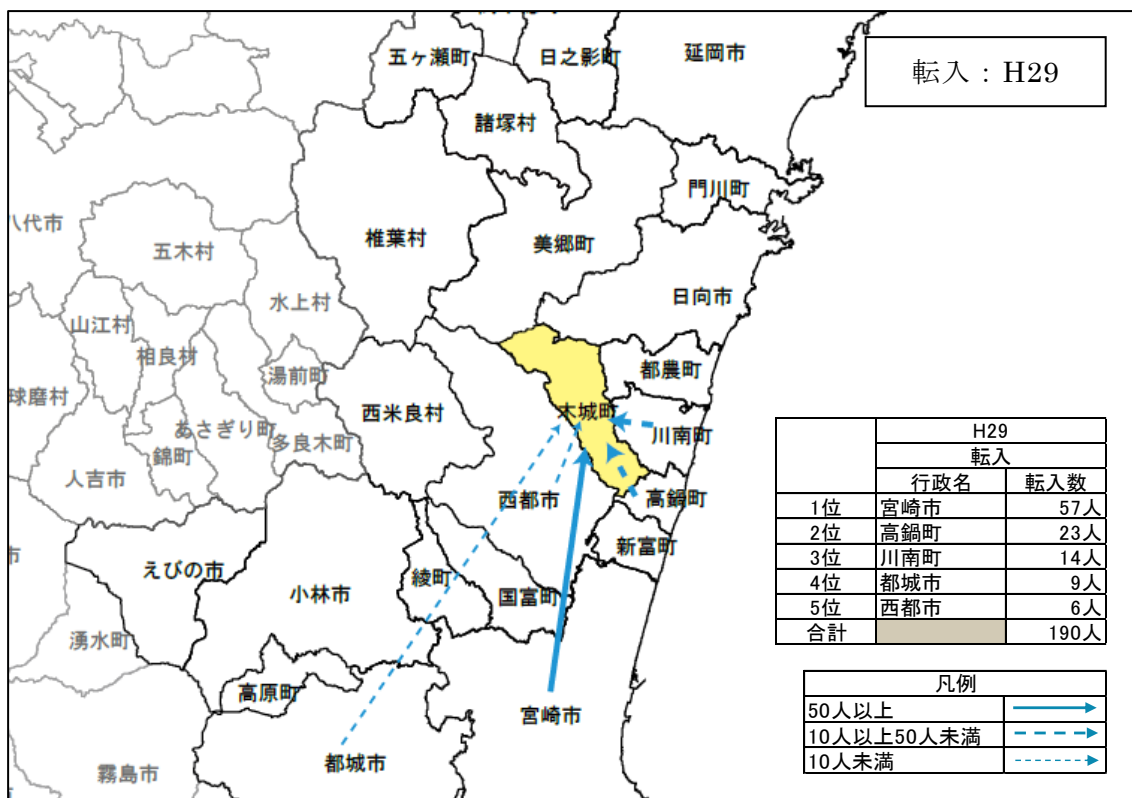 五ヶ瀬町
日之影町
延岡市
転入：H29
諸塚村
門川町
八代市
椎葉村
美郷町
五木村
水上村
日向市
山江村
相良村
湯前町
都農町
球磨村
西米良村
木城町
川南町
あさぎり町
多良木町
錦町
人吉市
西都市
高鍋町
新富町
えびの市
綾町
国富町
小林市
湧水町
高原町
宮崎市
都城市
霧島市
市
H29
転入
行政名 転入数
1位 宮崎市 57人
2位 高鍋町 23人
3位 川南町 14人
4位 都城市 9人
5位 西都市 6人
合計 190人
凡例
50人以上
10人以上50人未満
10人未満